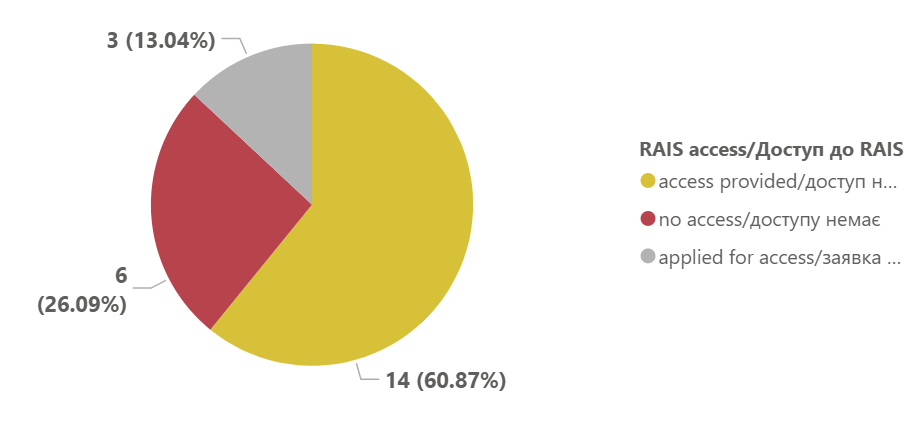 3 (13.04%)
6
(26.09%)
14 (60.87%)
RAIS access/Доступ до RAIS
access provided/доступ н...
no access/доступу немає
applied for access/заявка ...